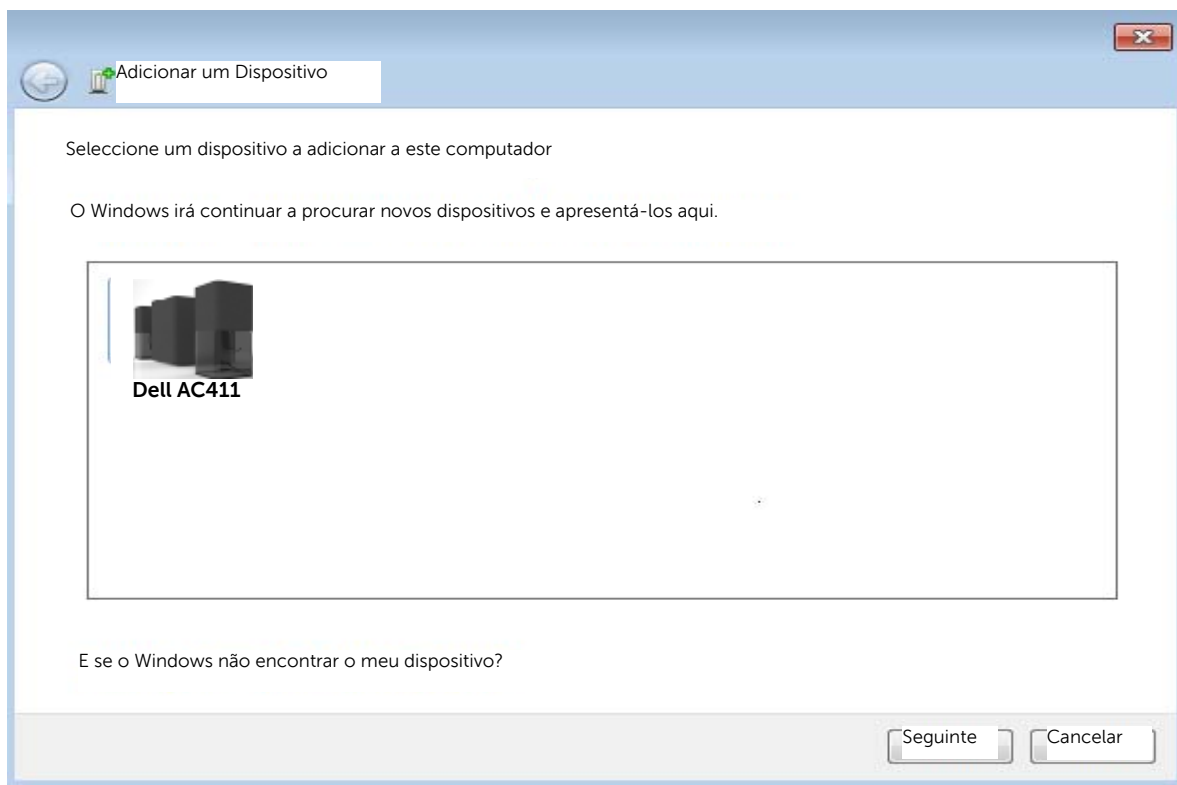 Adicionar um Dispositivo
Seleccione um dispositivo a adicionar a este computador
O Windows irá continuar a procurar novos dispositivos e apresentá-los aqui.
Dell AC411
E se o Windows não encontrar o meu dispositivo?
Seguinte
Cancelar